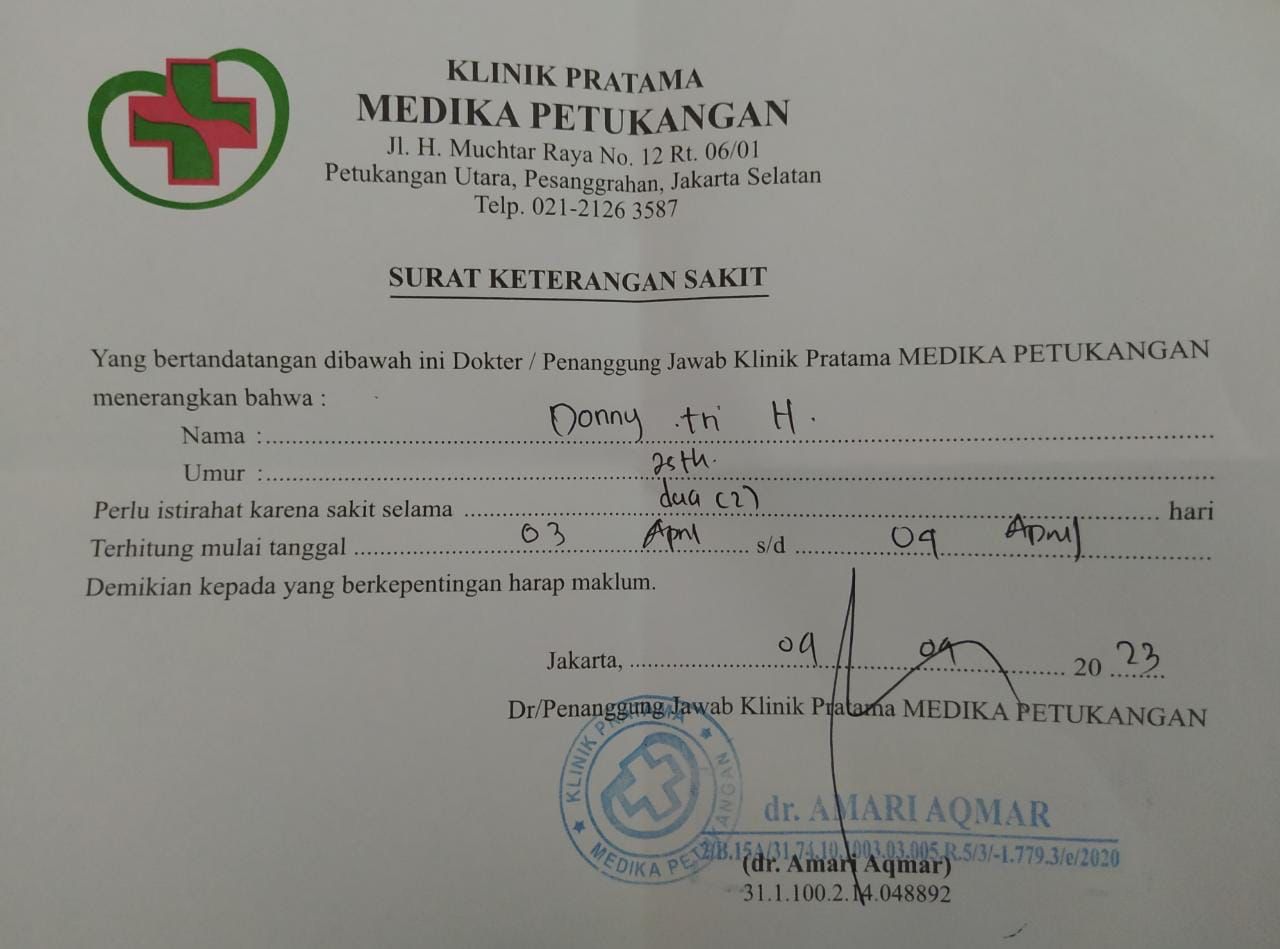 KLINIK PRATAMA
MEDIKA PETUKANGAN
Jl. H. Muchtar Raya No. 12 Rt. 06/01
Petukangan Utara, Pesanggrahan, Jakarta Selatan
Telp. 021-2126 3587
SURAT KETERANGAN SAKIT
Yang bertandatangan dibawah ini Dokter / Penanggung Jawab Klinik Pratama MEDIKA PETUKANGAN
menerangkan bahwa :
Nama : Donny tri H.
Umur : 25th.
Perlu istirahat karena sakit selama dua (2) hari
Terhitung mulai tanggal 03 April s/d 04 April
Demikian kepada yang berkepentingan harap maklum.
Jakarta, 04 04 2023
Dr/Penanggung Jawab Klinik Pratama MEDIKA PETUKANGAN
KLINIK PRATAMA
MEDIKA PETUKANGAN
dr. AMARI AQMAR
2/B.15A/31.74.10.1003.03.005.R.5/3/-1.779.3/e/2020
(dr. Amari Aqmar)
31.1.100.2.14.048892